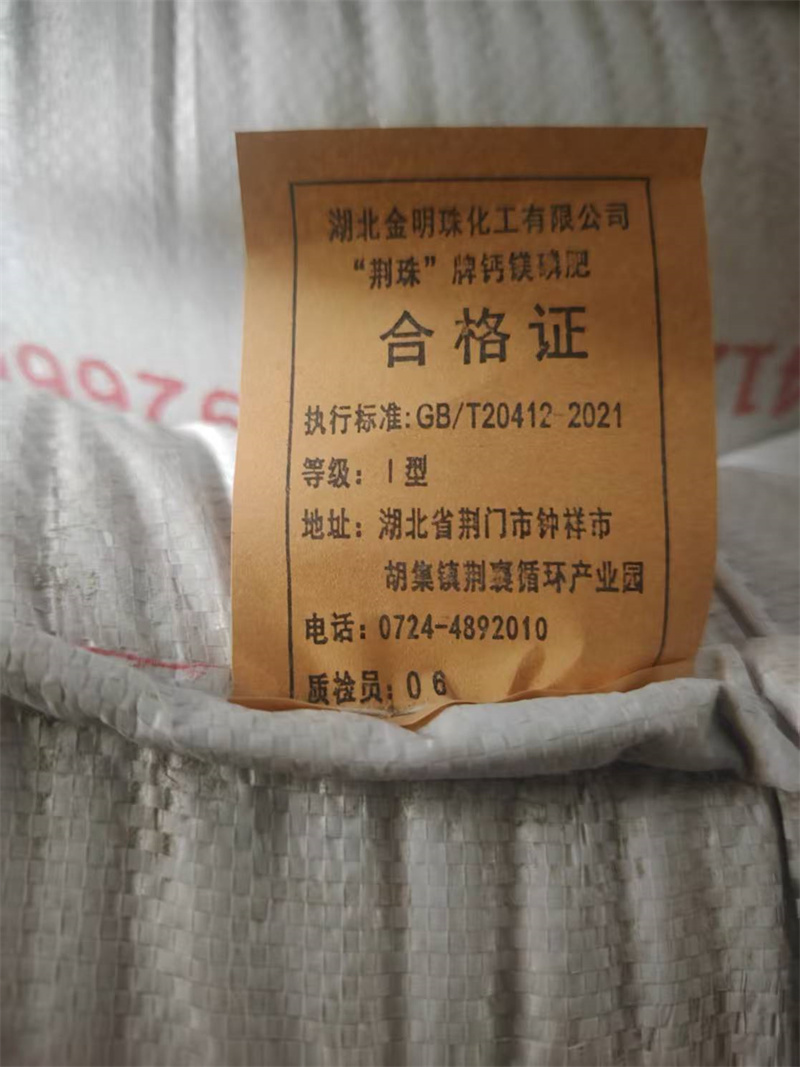 湖北金明珠化工有限公司
“荆珠”牌钙镁磷肥
合格证
执行标准:GB/T20412-2021
等级：I型
地址：湖北省荆门市钟祥市
胡集镇荆襄循环产业园
电话：0724-4892010
质检员：06